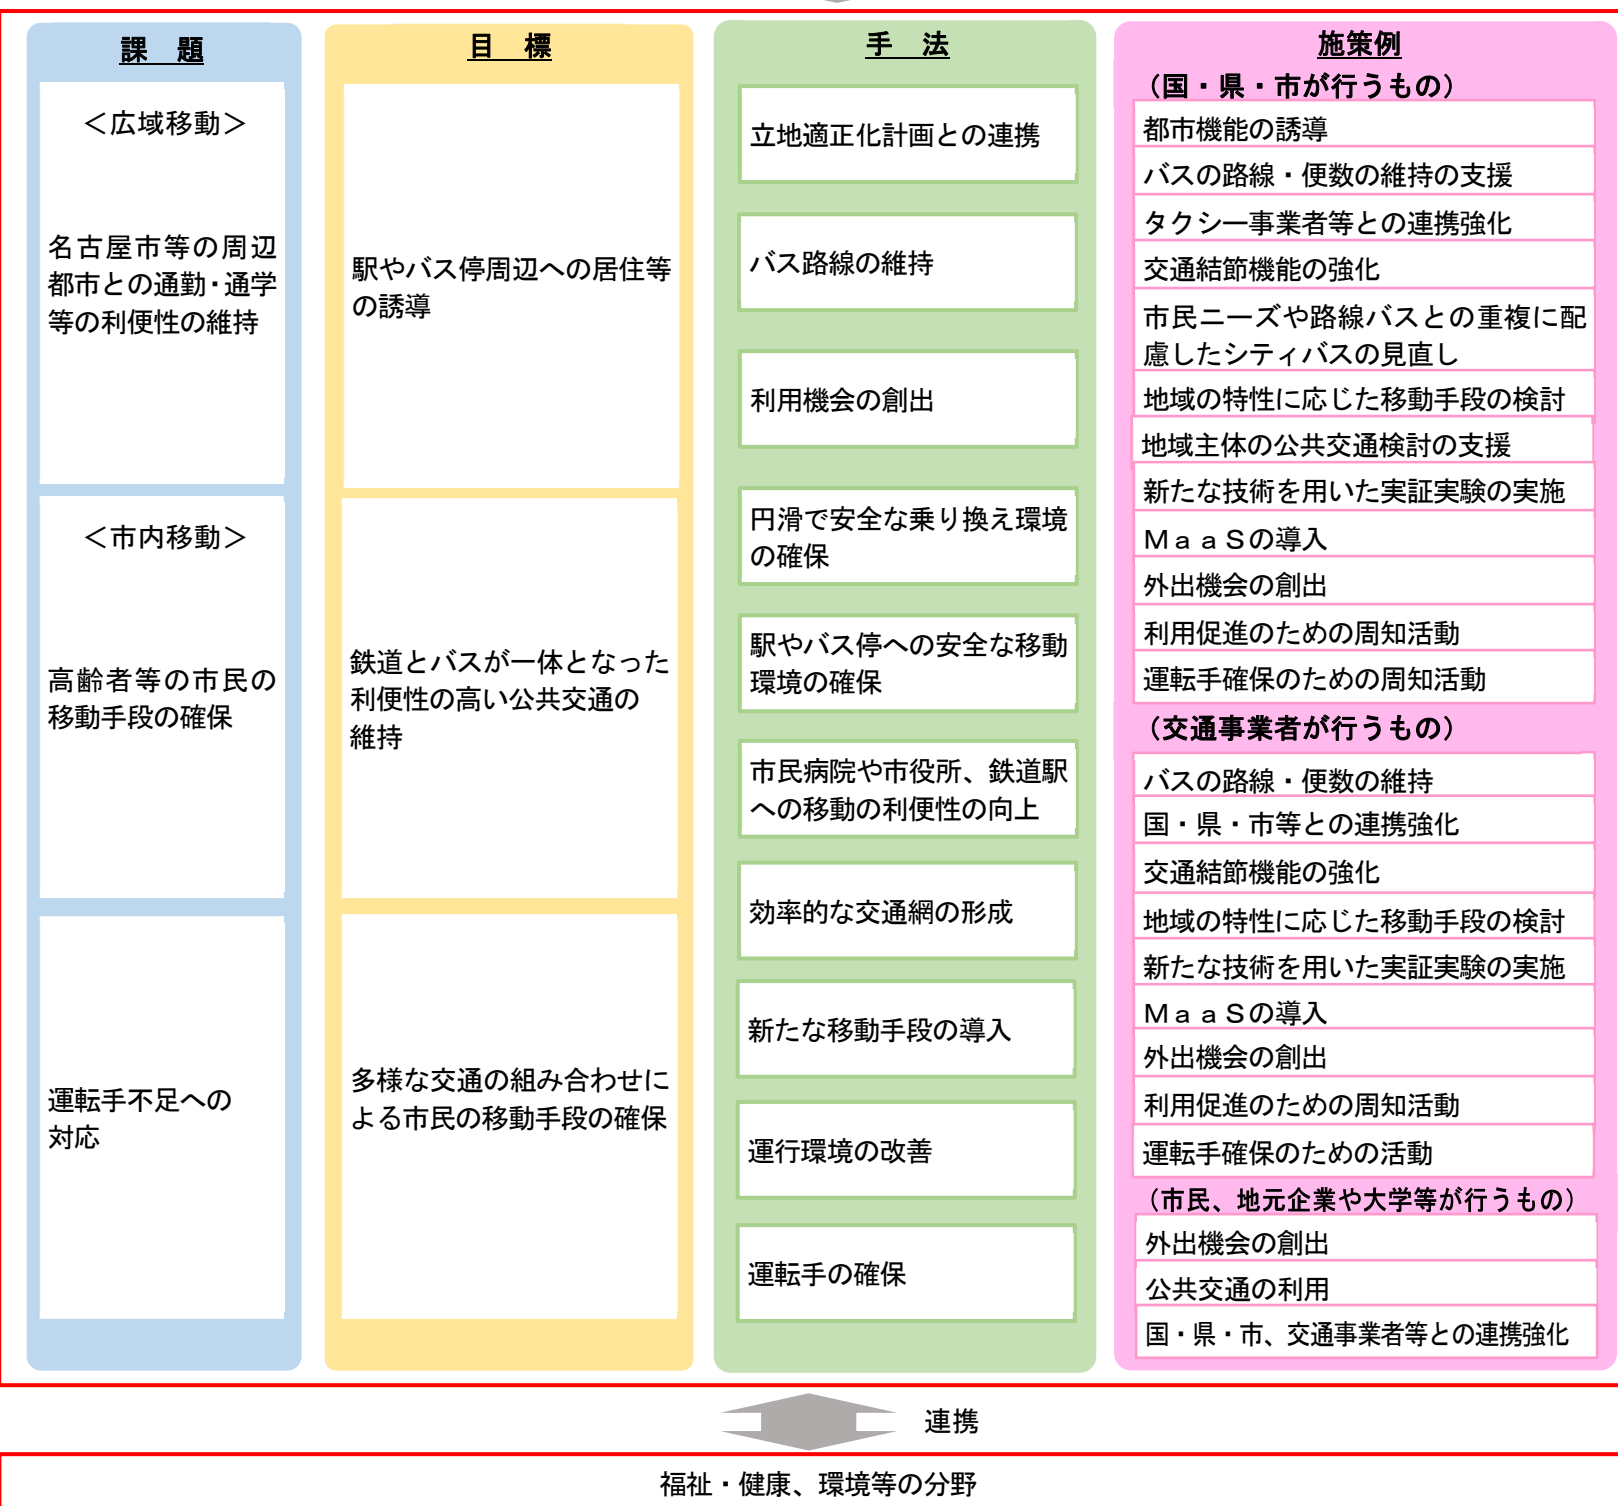 課　題
＜広域移動＞
名古屋市等の周辺
都市との通勤・通学
等の利便性の維持
＜市内移動＞
高齢者等の市民の
移動手段の確保
運転手不足への
対応
目　標
駅やバス停周辺への居住等
の誘導
鉄道とバスが一体となった
利便性の高い公共交通の
維持
多様な交通の組み合わせに
よる市民の移動手段の確保
手　法
立地適正化計画との連携
バス路線の維持
利用機会の創出
円滑で安全な乗り換え環境
の確保
駅やバス停への安全な移動
環境の確保
市民病院や市役所、鉄道駅
への移動の利便性の向上
効率的な交通網の形成
新たな移動手段の導入
運行環境の改善
運転手の確保
施策例
（国・県・市が行うもの）
都市機能の誘導
バスの路線・便数の維持の支援
タクシー事業者等との連携強化
交通結節機能の強化
市民ニーズや路線バスとの重複に配
慮したシティバスの見直し
地域の特性に応じた移動手段の検討
地域主体の公共交通検討の支援
新たな技術を用いた実証実験の実施
ＭａａＳの導入
外出機会の創出
利用促進のための周知活動
運転手確保のための周知活動
（交通事業者が行うもの）
バスの路線・便数の維持
国・県・市等との連携強化
交通結節機能の強化
地域の特性に応じた移動手段の検討
新たな技術を用いた実証実験の実施
ＭａａＳの導入
外出機会の創出
利用促進のための周知活動
運転手確保のための活動
（市民、地元企業や大学等が行うもの）
外出機会の創出
公共交通の利用
国・県・市、交通事業者等との連携強化
連携
福祉・健康、環境等の分野